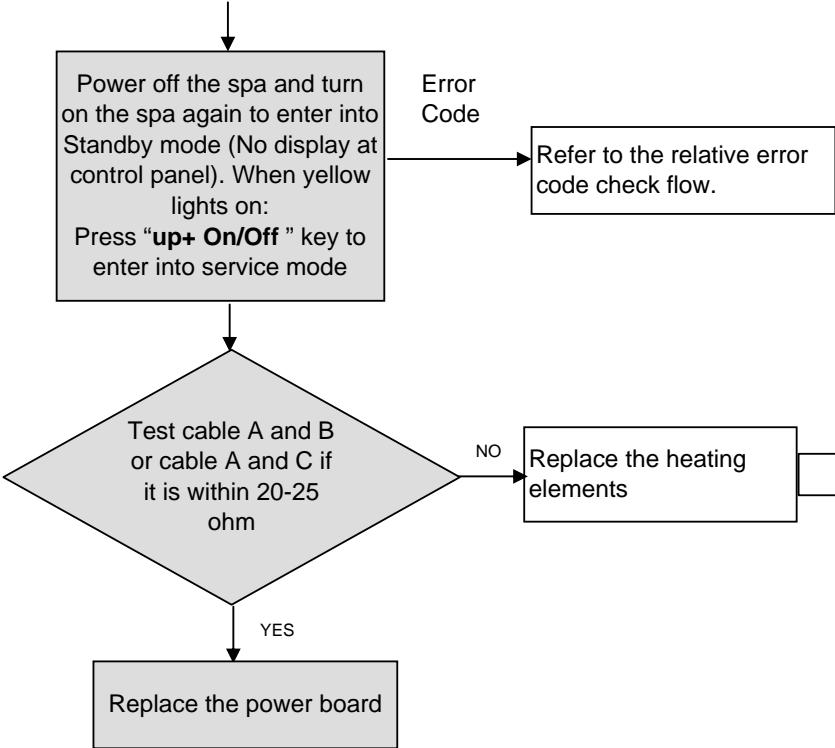 Power off the spa and turn
on the spa again to enter into
Standby mode (No display at
control panel). When yellow
lights on:
Press “up+ On/Off ” key to
enter into service mode
Error
Code
Refer to the relative error
code check flow.
Test cable A and B
or cable A and C if
it is within 20-25
ohm
NO
Replace the heating
elements
YES
Replace the power board